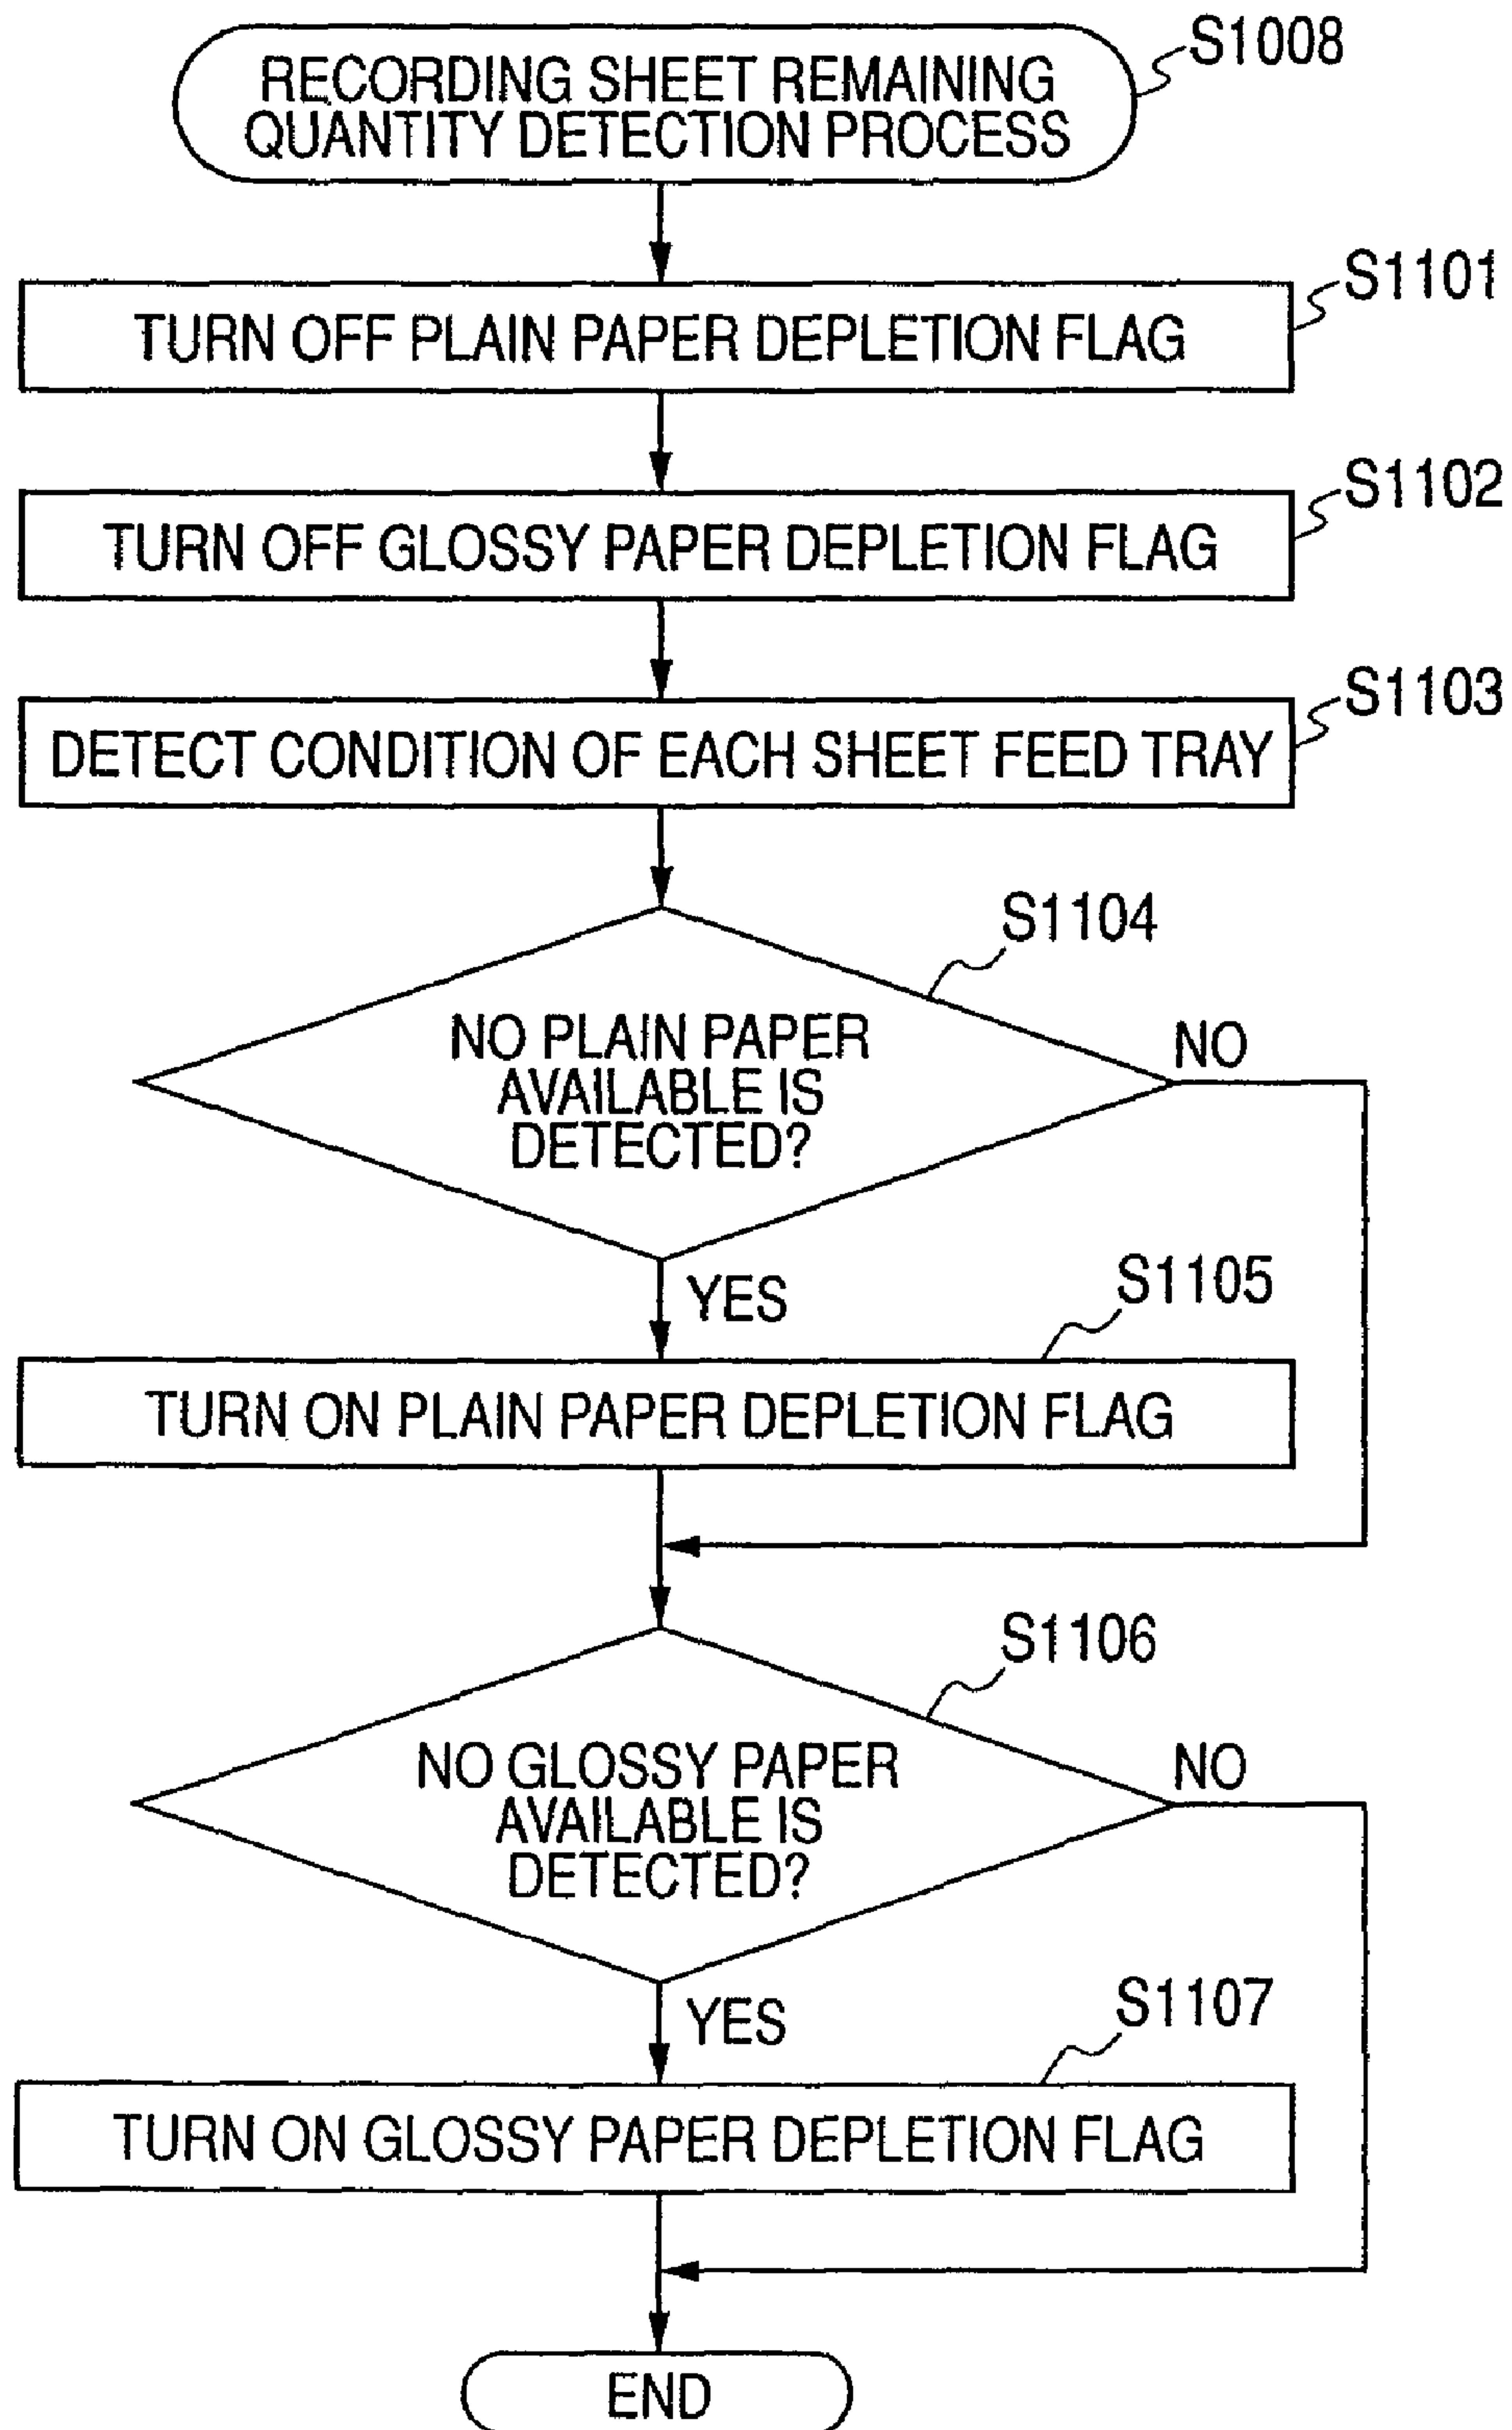 S1008
RECORDING SHEET REMAINING
QUANTITY DETECTION PROCESS
S1101
TURN OFF PLAIN PAPER DEPLETION FLAG
S1102
TURN OFF GLOSSY PAPER DEPLETION FLAG
S1103
DETECT CONDITION OF EACH SHEET FEED TRAY
S1104
NO PLAIN PAPER
AVAILABLE IS
DETECTED?
NO
YES
S1105
TURN ON PLAIN PAPER DEPLETION FLAG
S1106
NO GLOSSY PAPER
AVAILABLE IS
DETECTED?
NO
YES
S1107
TURN ON GLOSSY PAPER DEPLETION FLAG
END